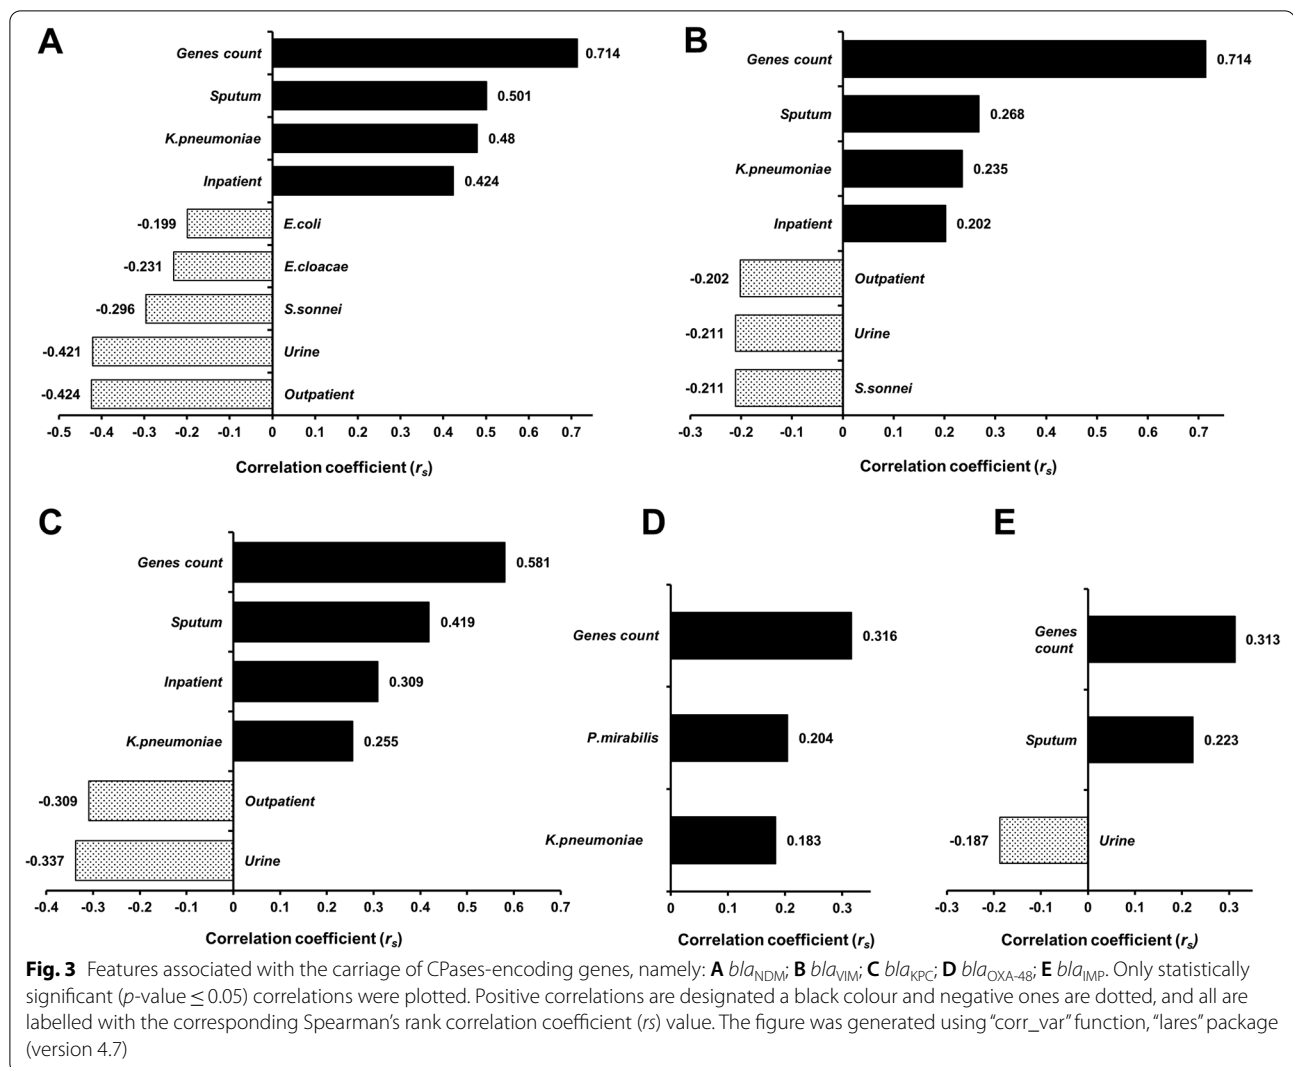 A
Genes count
0.714
Sputum
0.501
K.pneumoniae
0.48
Inpatient
0.424
-0.199
E.coli
-0.231
E.cloacae
-0.296
S.sonnei
-0.421
Urine
-0.424
Outpatient
-0.5 -0.4 -0.3 -0.2 -0.1 0 0.1 0.2 0.3 0.4 0.5 0.6 0.7
Correlation coefficient (rs)
B
Genes count
0.714
Sputum
0.268
K.pneumoniae
0.235
Inpatient
0.202
-0.202
Outpatient
-0.211
Urine
-0.211
S.sonnei
-0.3 -0.2 -0.1 0 0.1 0.2 0.3 0.4 0.5 0.6 0.7
Correlation coefficient (rs)
C
Genes count
0.581
Sputum
0.419
Inpatient
0.309
K.pneumoniae
0.255
-0.309
Outpatient
-0.337
Urine
-0.4 -0.3 -0.2 -0.1 0 0.1 0.2 0.3 0.4 0.5 0.6 0.7
Correlation coefficient (rs)
D
Genes count
0.316
P.mirabilis
0.204
K.pneumoniae
0.183
0 0.1 0.2 0.3
Correlation coefficient (rs)
E
Genes
count
0.313
Sputum
0.223
-0.187
Urine
-0.3 -0.2 -0.1 0 0.1 0.2 0.3
Correlation coefficient (rs)
Fig. 3 Features associated with the carriage of CPases-encoding genes, namely: A blaNDM; B blaVIM; C blaKPC; D blaOXA-48; E blaIMP. Only statistically
significant (p-value ≤ 0.05) correlations were plotted. Positive correlations are designated a black colour and negative ones are dotted, and all are
labelled with the corresponding Spearman's rank correlation coefficient (rs) value. The figure was generated using "corr_var" function, "lares" package
(version 4.7)